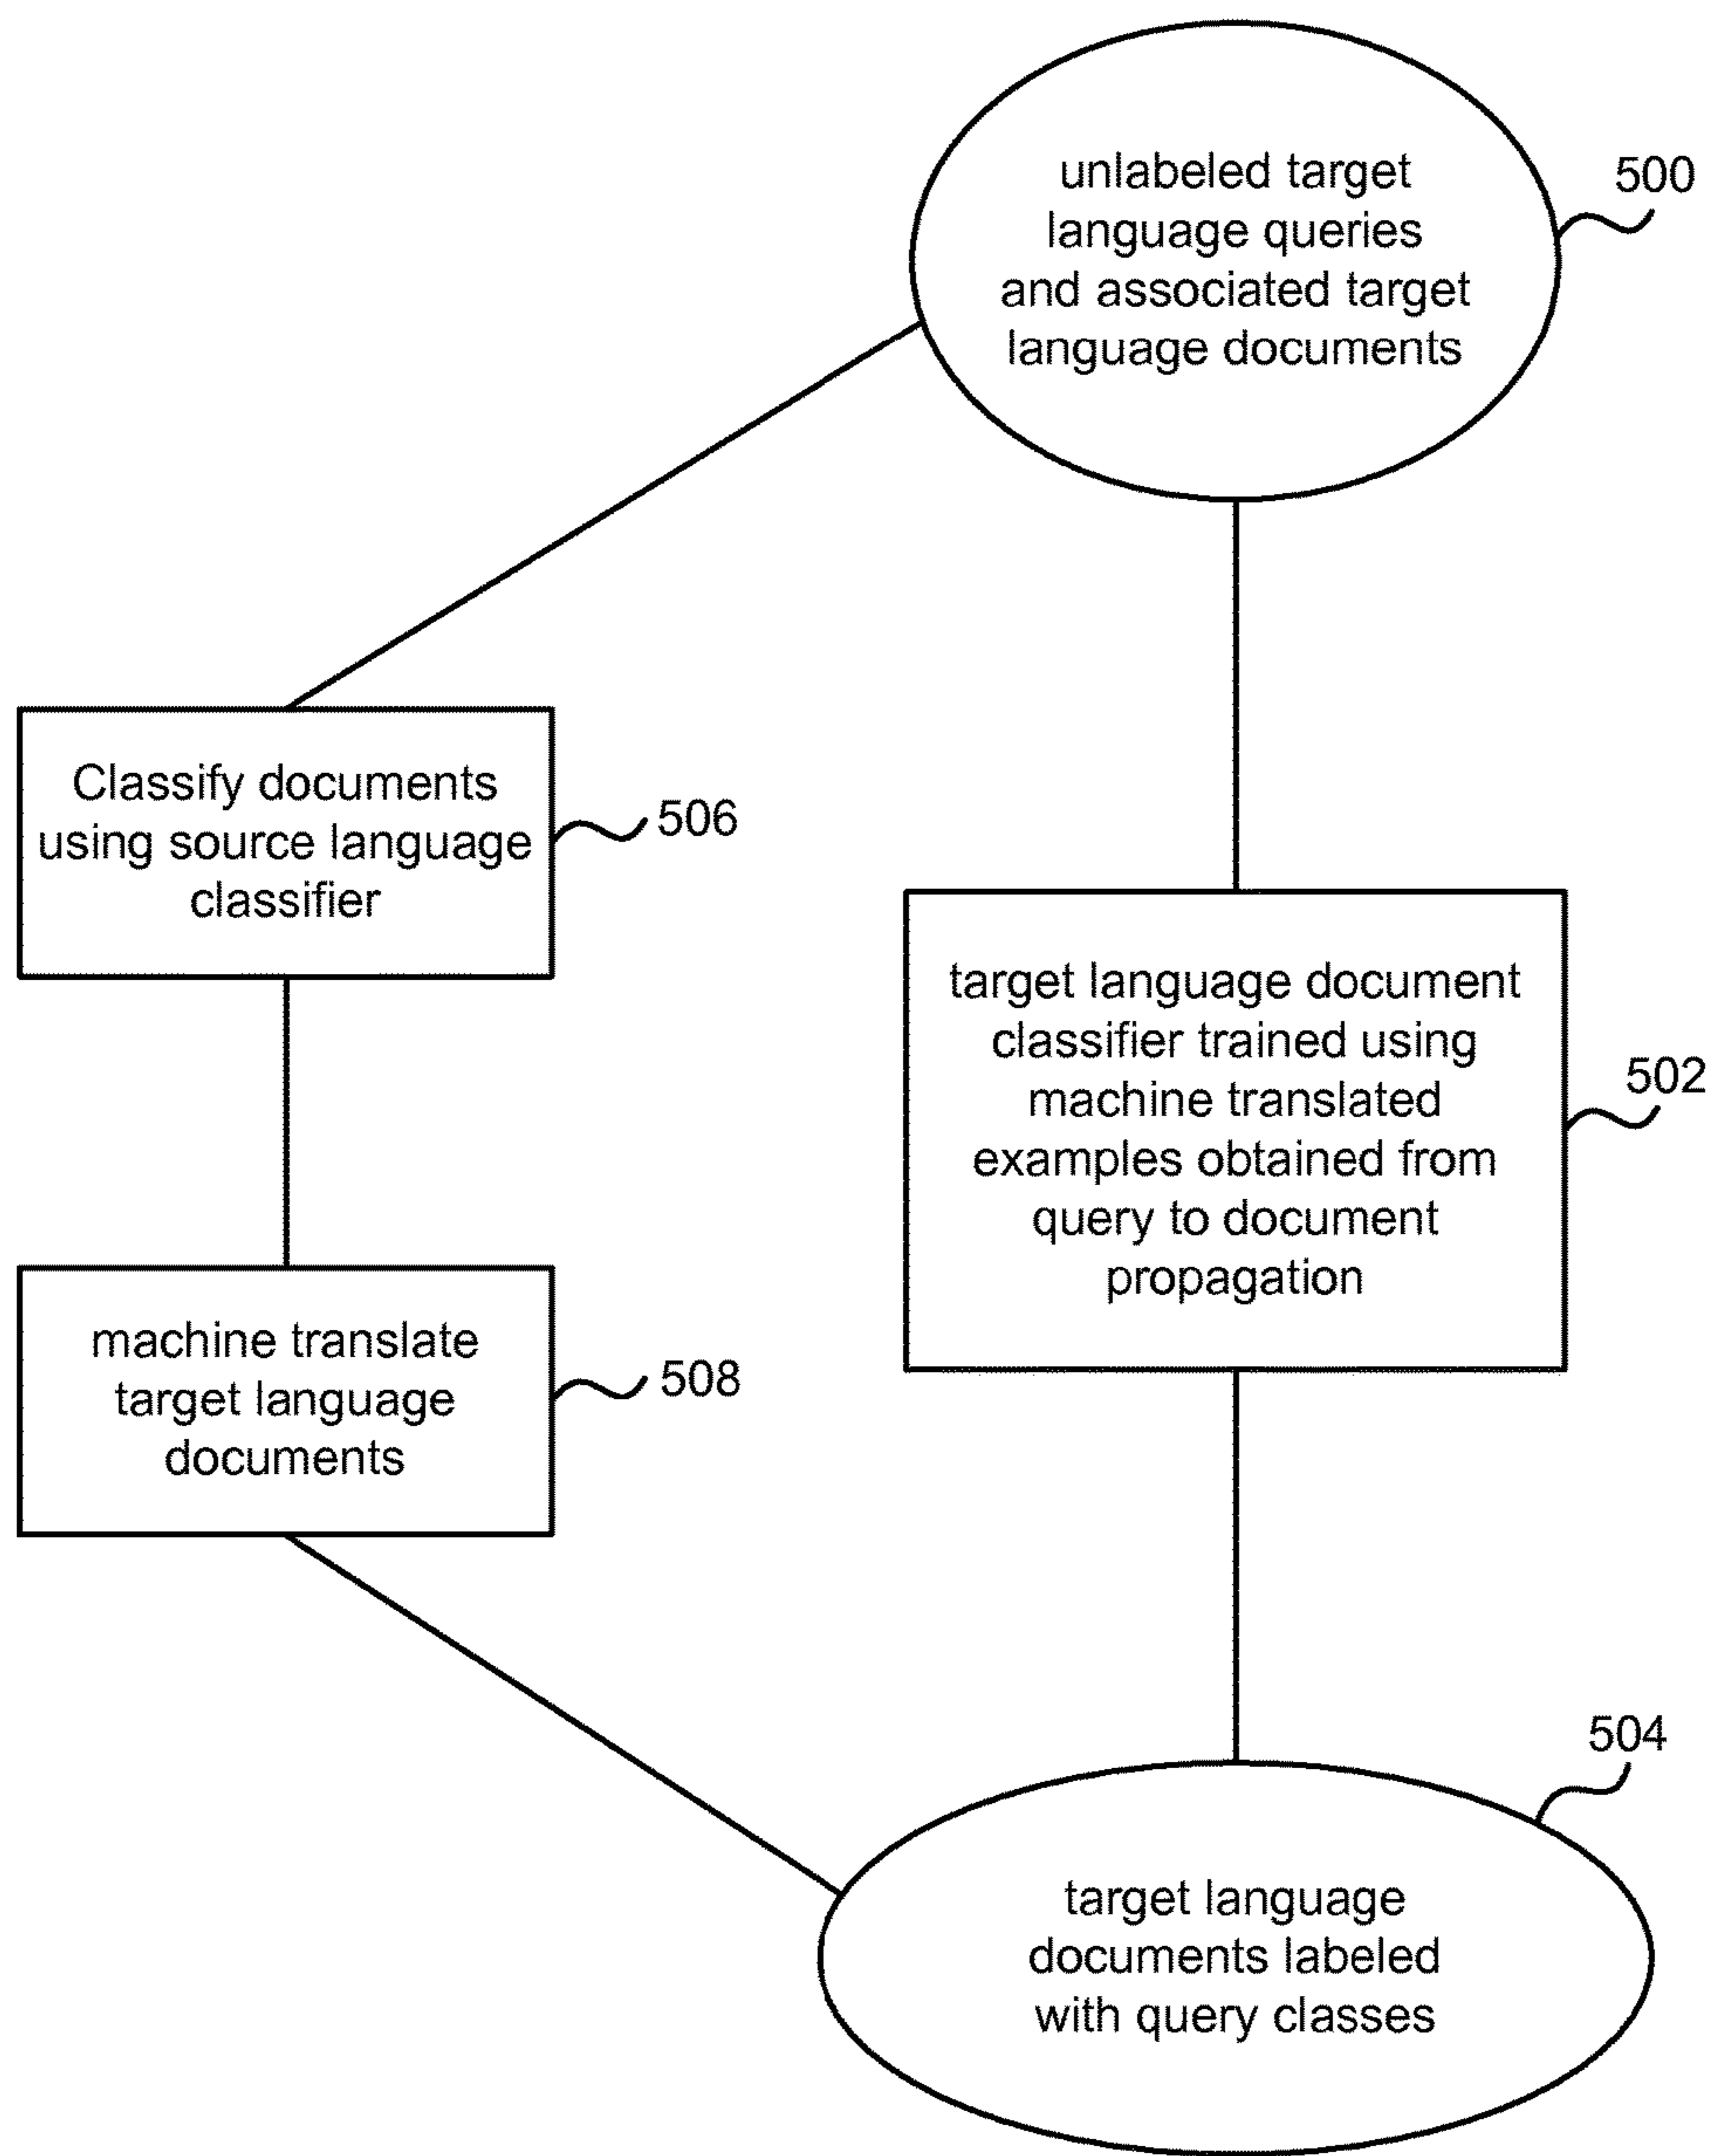 unlabeled target
language queries
and associated target
language documents
500
Classify documents
using source language
classifier
506
target language document
classifier trained using
machine translated
examples obtained from
query to document
propagation
502
machine translate
target language
documents
508
504
target language
documents labeled
with query classes